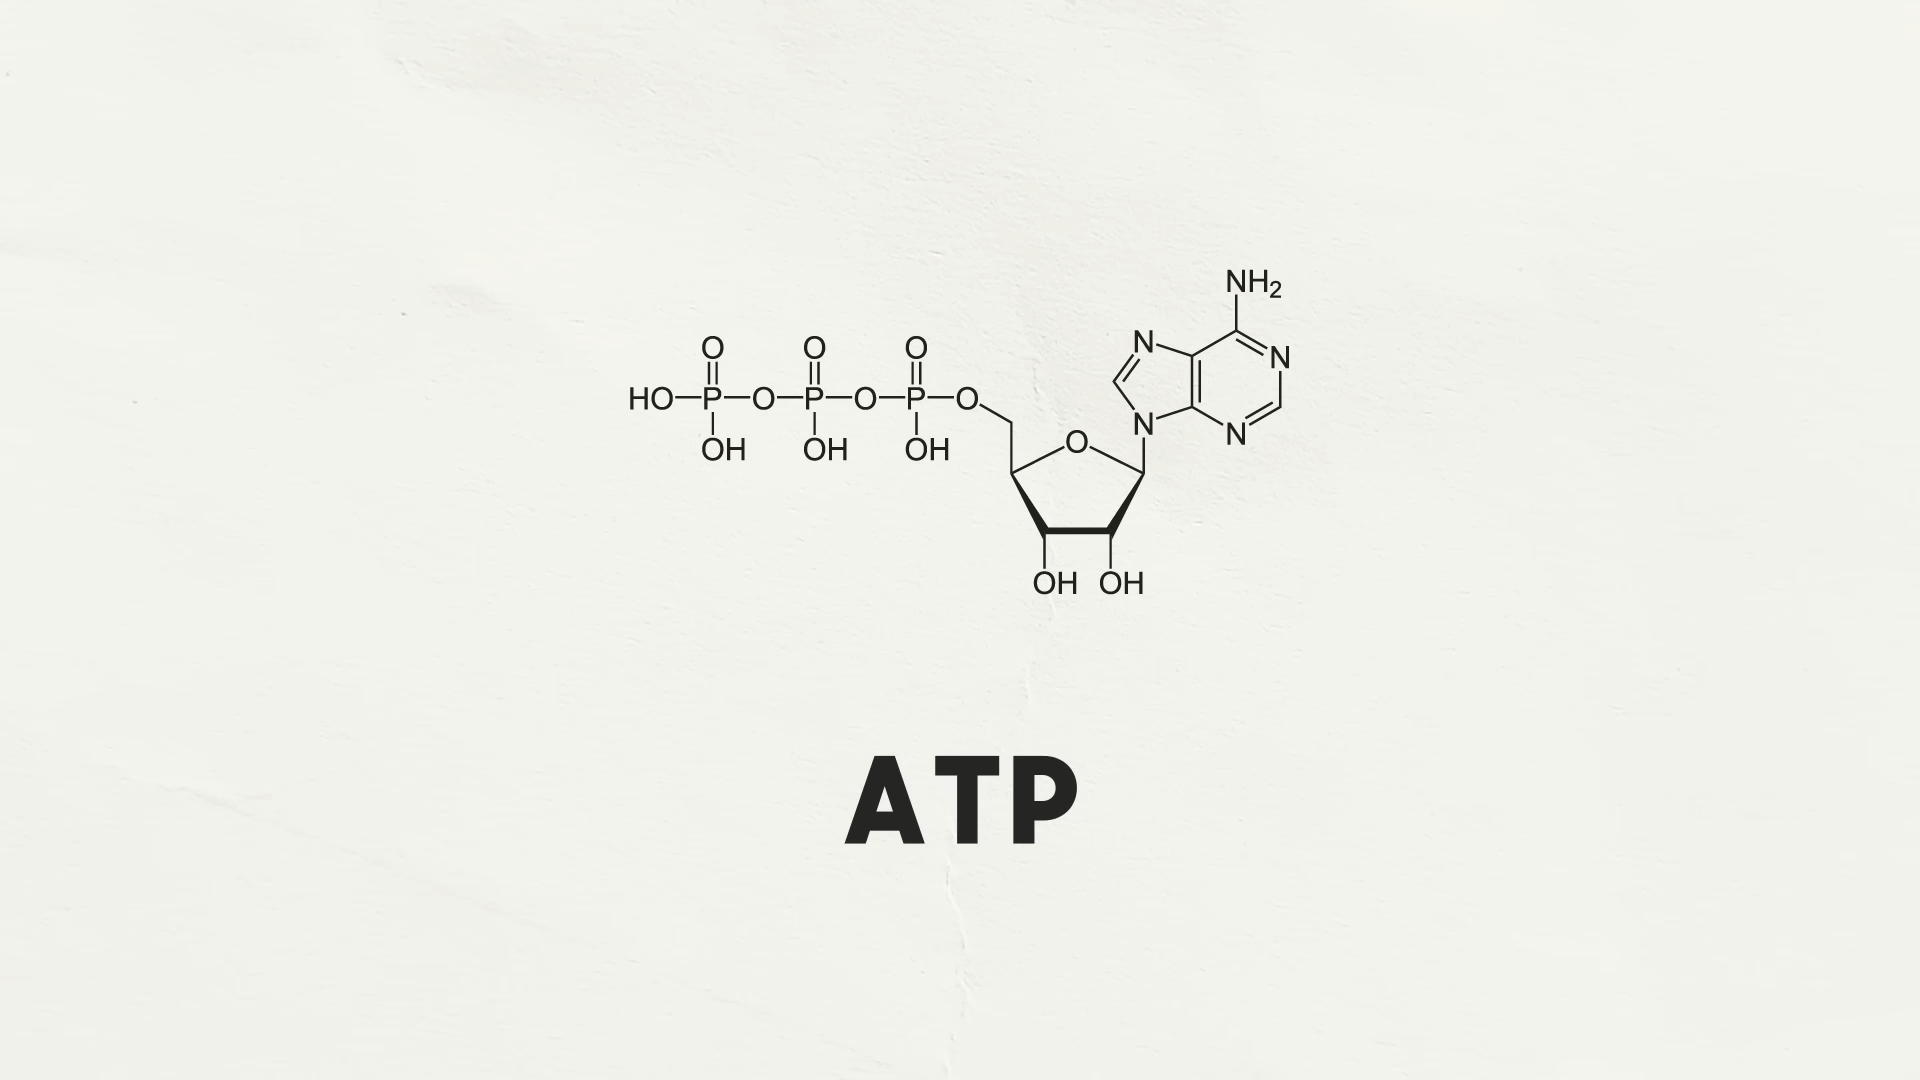 NH2
O O O N N
HO P O P O P O N N
OH OH OH O
OH OH
ATP